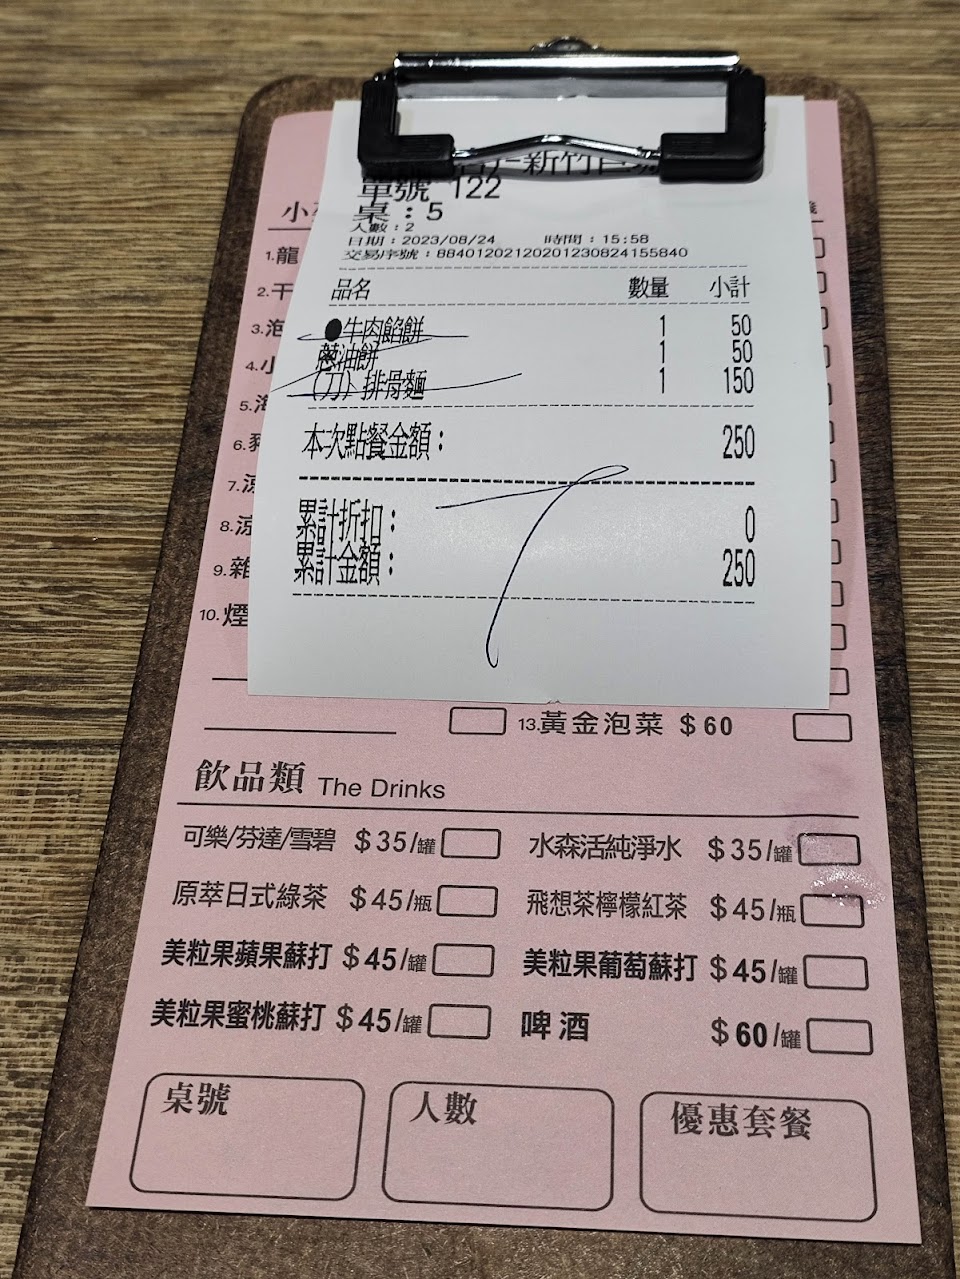 新竹巨
單號 122
桌：5
人數：2
日期：2023/08/24 時間：15:58
交易序號：88401202120201230824155840
品名 數量 小計
●牛肉餡餅 1 50
蔥油餅 1 50
(刀) 排骨麵 1 150
本次點餐金額： 250
累計折扣： 0
累計金額： 250
小
1.龍
2.干
3.泡
4.小
5.海
6.
7.涼
8.涼
9.雜
10.煙
13.黃金泡菜 $60
飲品類 The Drinks
可樂/芬達/雪碧 $35/罐 水森活純淨水 $35/罐
原萃日式綠茶 $45/瓶 飛想茶檸檬紅茶 $45/瓶
美粒果蘋果蘇打 $45/罐 美粒果葡萄蘇打 $45/罐
美粒果蜜桃蘇打 $45/罐 啤酒 $60/罐
桌號 人數 優惠套餐